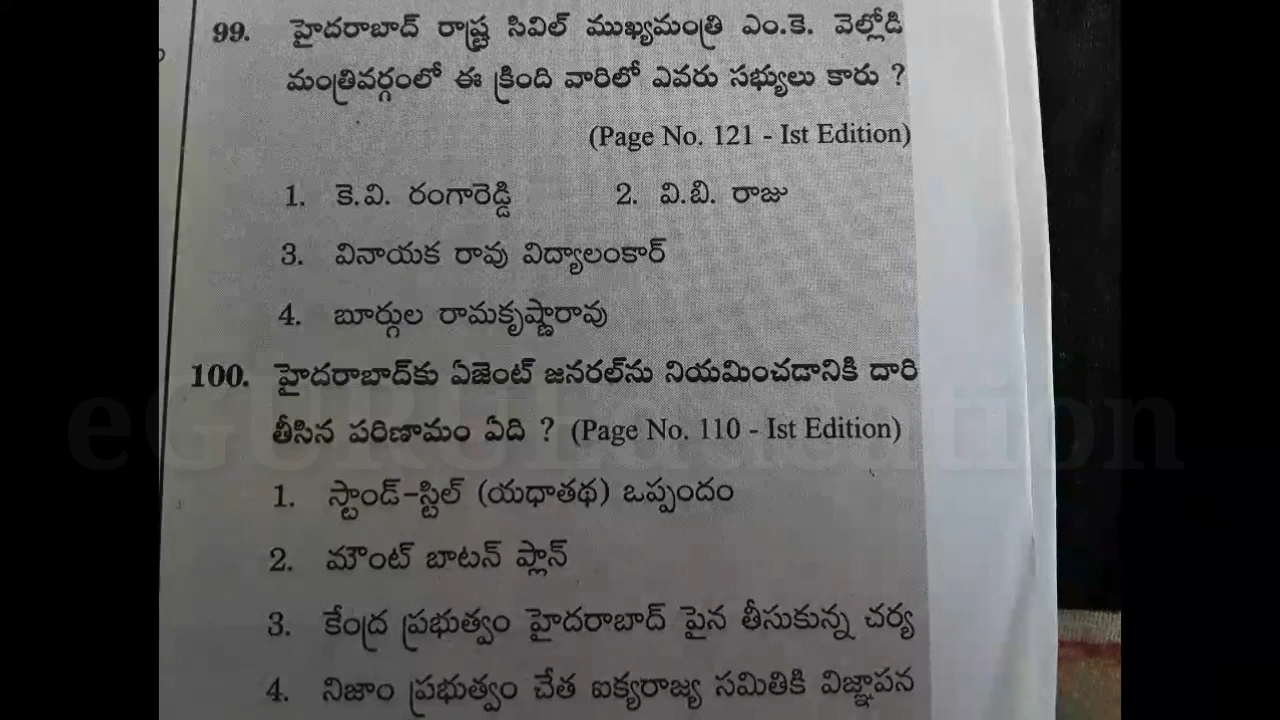 99. హైదరాబాద్ రాష్ట్ర సివిల్ ముఖ్యమంత్రి ఎం.కె. వెల్లోడి
మంత్రివర్గంలో ఈ క్రింది వారిలో ఎవరు సభ్యులు కారు ?
(Page No. 121 - Ist Edition)
1. కె.వి. రంగారెడ్డి 2. వి.బి. రాజు
3. వినాయక రావు విద్యాలంకార్
4. బూర్గుల రామకృష్ణారావు
100. హైదరాబాద్‌కు ఏజెంట్ జనరల్‌ను నియమించడానికి దారి
తీసిన పరిణామం ఏది ? (Page No. 110 - Ist Edition)
1. స్టాండ్-స్టిల్ (యధాతథ) ఒప్పందం
2. మౌంట్ బాటన్ ప్లాన్
3. కేంద్ర ప్రభుత్వం హైదరాబాద్ పైన తీసుకున్న చర్య
4. నిజాం ప్రభుత్వం చేత ఐక్యరాజ్య సమితికి విజ్ఞాపన